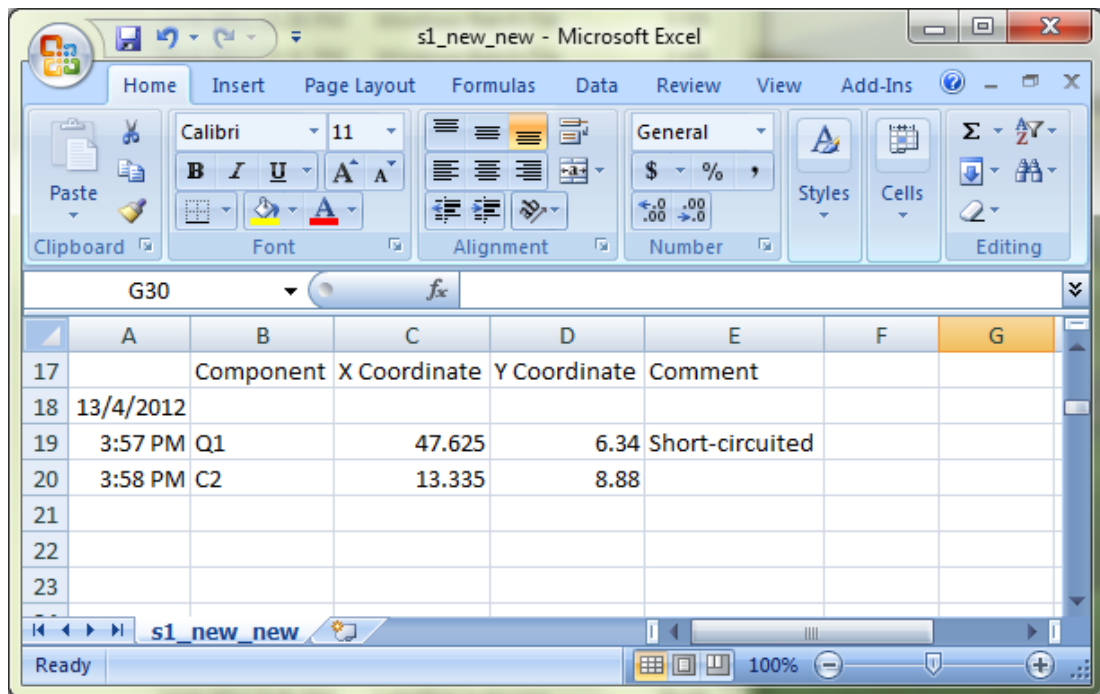 s1_new_new - Microsoft Excel
Home Insert Page Layout Formulas Data Review View Add-Ins
Calibri 11 General
B I U A A $ % ,
Paste Styles Cells
A .0 .00 .00 .0
Clipboard Font Alignment Number Editing
G30 fx
A B C D E F G
17 Component X Coordinate Y Coordinate Comment
18 13/4/2012
19 3:57 PM Q1 47.625 6.34 Short-circuited
20 3:58 PM C2 13.335 8.88
21
22
23
s1_new_new
Ready 100%